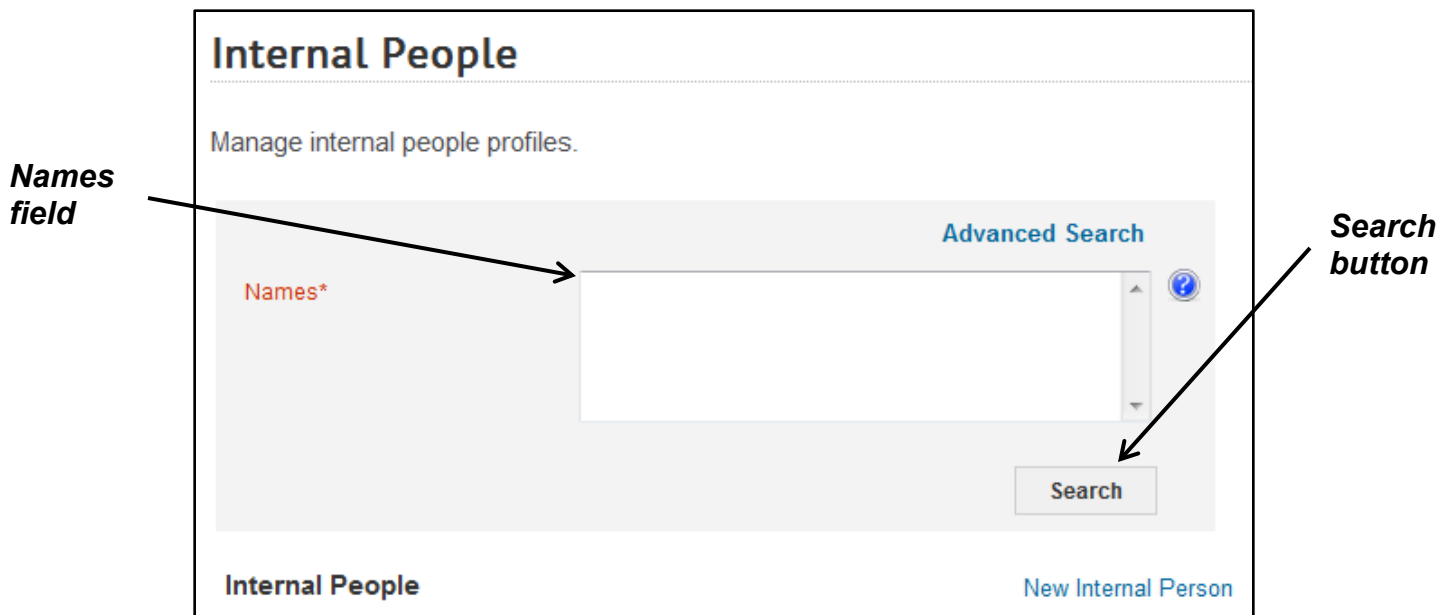 Internal People
Manage internal people profiles.
Names
field
Advanced Search
Search
button
Names*
?
Search
Internal People
New Internal Person